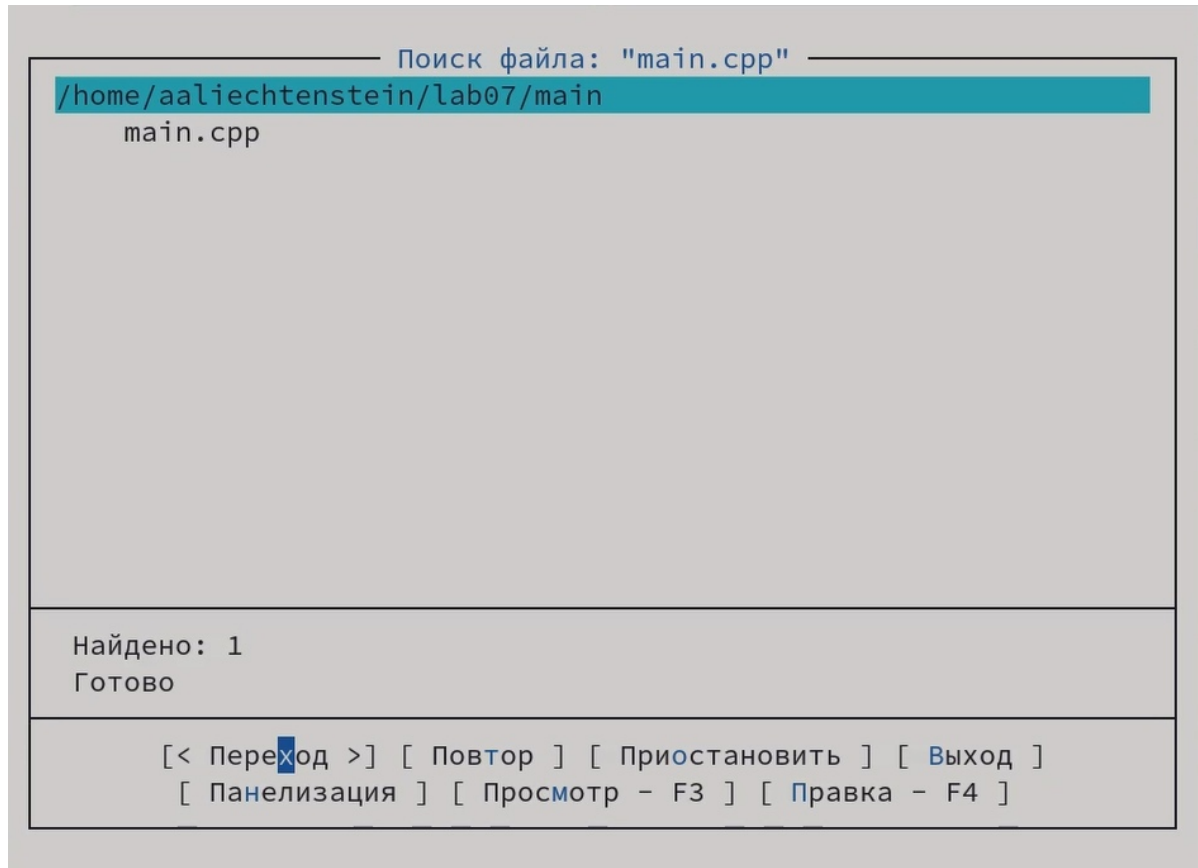 Поиск файла: "main.cpp"
/home/aaliechtenstein/lab07/main
main.cpp
Найдено: 1
Готово
[< Переход >] [ Повтор ] [ Приостановить ] [ Выход ]
[ Панелизация ] [ Просмотр - F3 ] [ Правка - F4 ]